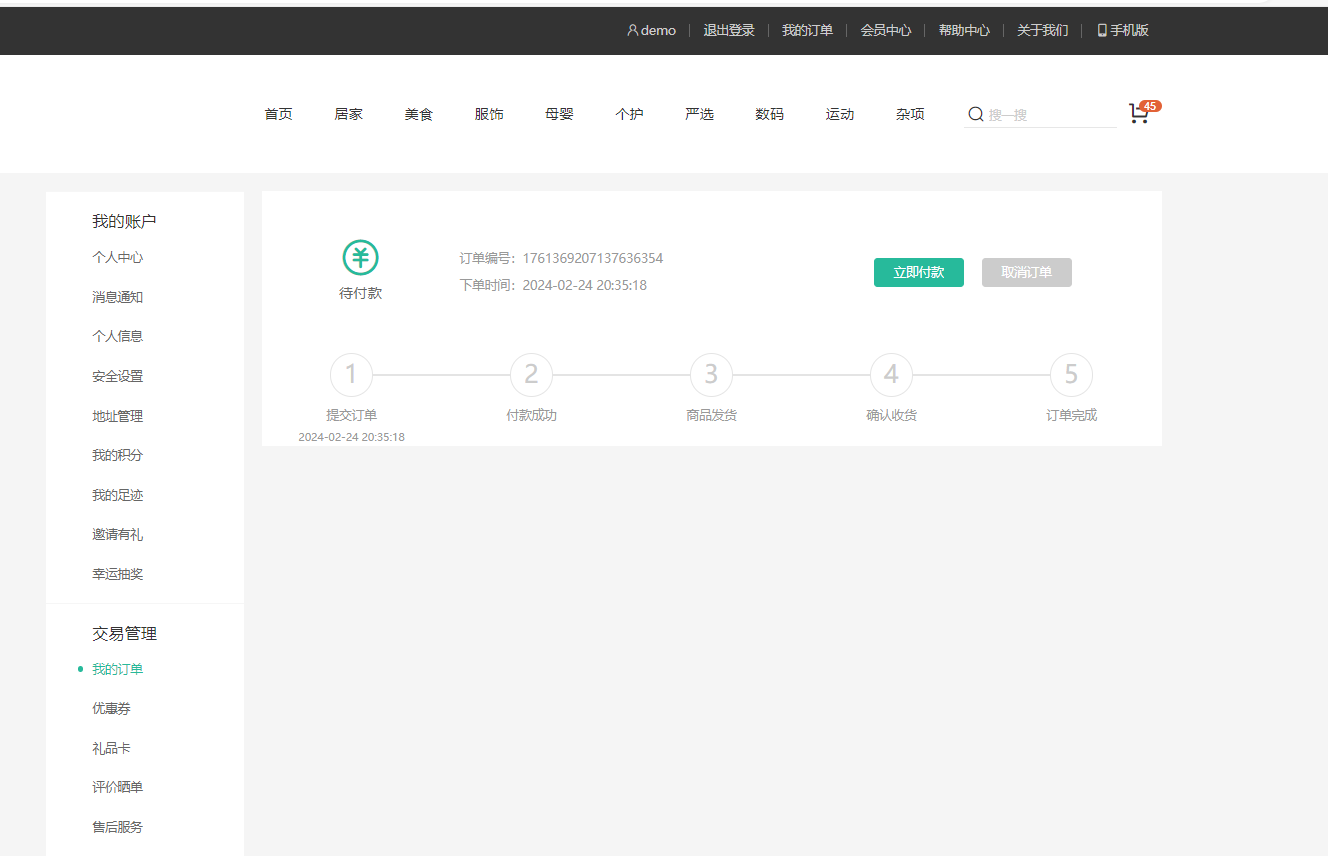 demo 退出登录 我的订单 会员中心 帮助中心 关于我们 手机版
首页 居家 美食 服饰 母婴 个护 严选 数码 运动 杂项 搜一搜 45
我的账户
个人中心
消息通知
个人信息
安全设置
地址管理
我的积分
我的足迹
邀请有礼
幸运抽奖
交易管理
我的订单
优惠券
礼品卡
评价晒单
售后服务
待付款
订单编号：1761369207137636354
下单时间：2024-02-24 20:35:18
立即付款 取消订单
1 2 3 4 5
提交订单 付款成功 商品发货 确认收货 订单完成
2024-02-24 20:35:18